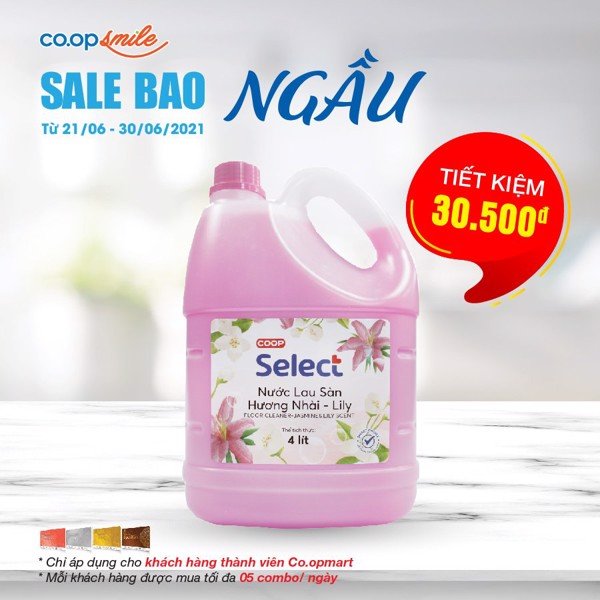 co.op smile
SALE BAO NGẦU
Từ 21/06 - 30/06/2021
TIẾT KIỆM
30.500đ
COOP
Select
Nước Lau Sàn
Hương Nhài - Lily
FLOOR CLEANER-JASMINE & LILY SCENT
Thể tích thực:
4 lít
* Chỉ áp dụng cho khách hàng thành viên Co.opmart
* Mỗi khách hàng được mua tối đa 05 combo/ ngày